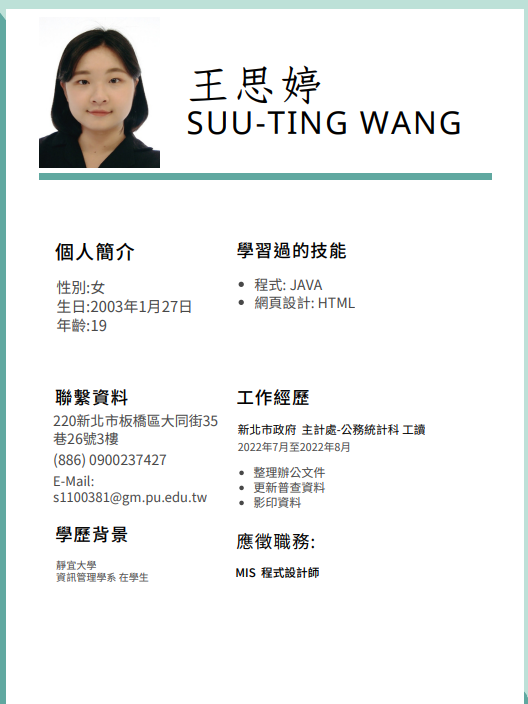 王思婷
SUU-TING WANG
個人簡介
性別:女
生日:2003年1月27日
年齡:19
學習過的技能
程式: JAVA
網頁設計: HTML
聯繫資料
220新北市板橋區大同街35
巷26號3樓
(886) 0900237427
E-Mail:
s1100381@gm.pu.edu.tw
學歷背景
靜宜大學
資訊管理學系 在學生
工作經歷
新北市政府 主計處-公務統計科 工讀
2022年7月至2022年8月
整理辦公文件
更新普查資料
影印資料
應徵職務:
MIS 程式設計師